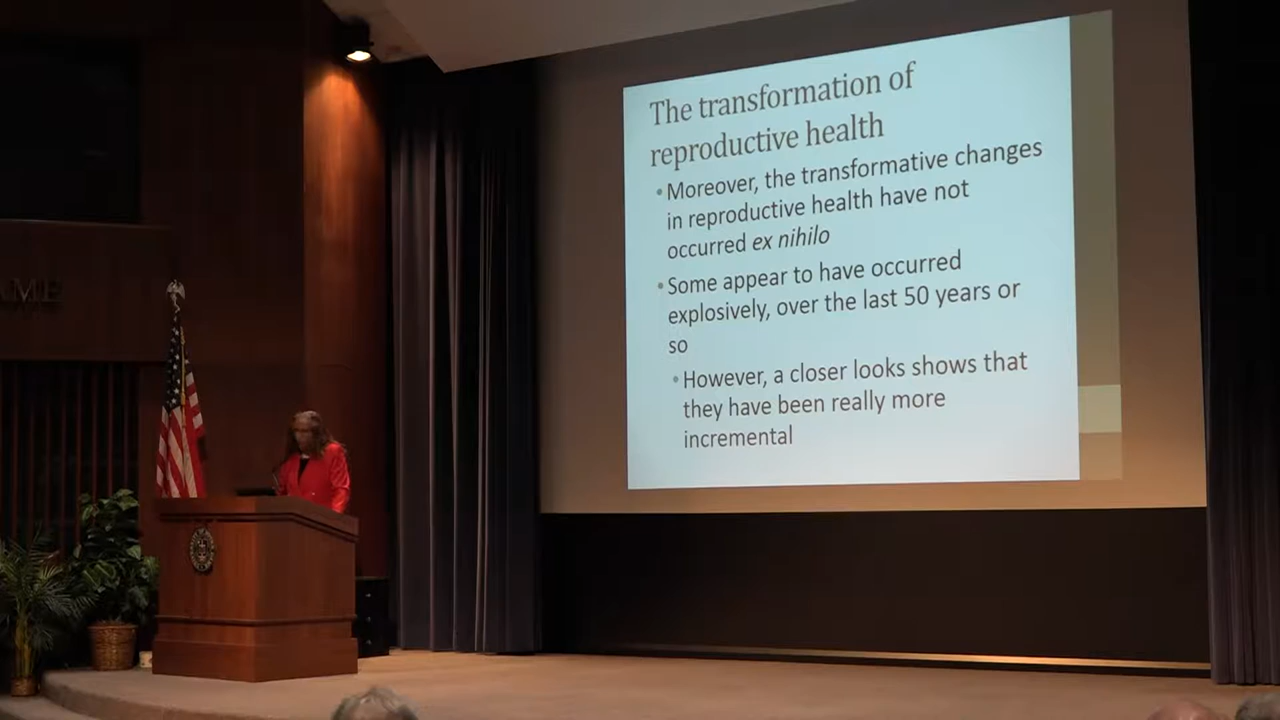 The transformation of
reproductive health
•Moreover, the transformative changes
in reproductive health have not
occurred ex nihilo
•Some appear to have occurred
explosively, over the last 50 years or
so
•However, a closer looks shows that
they have been really more
incremental
AME